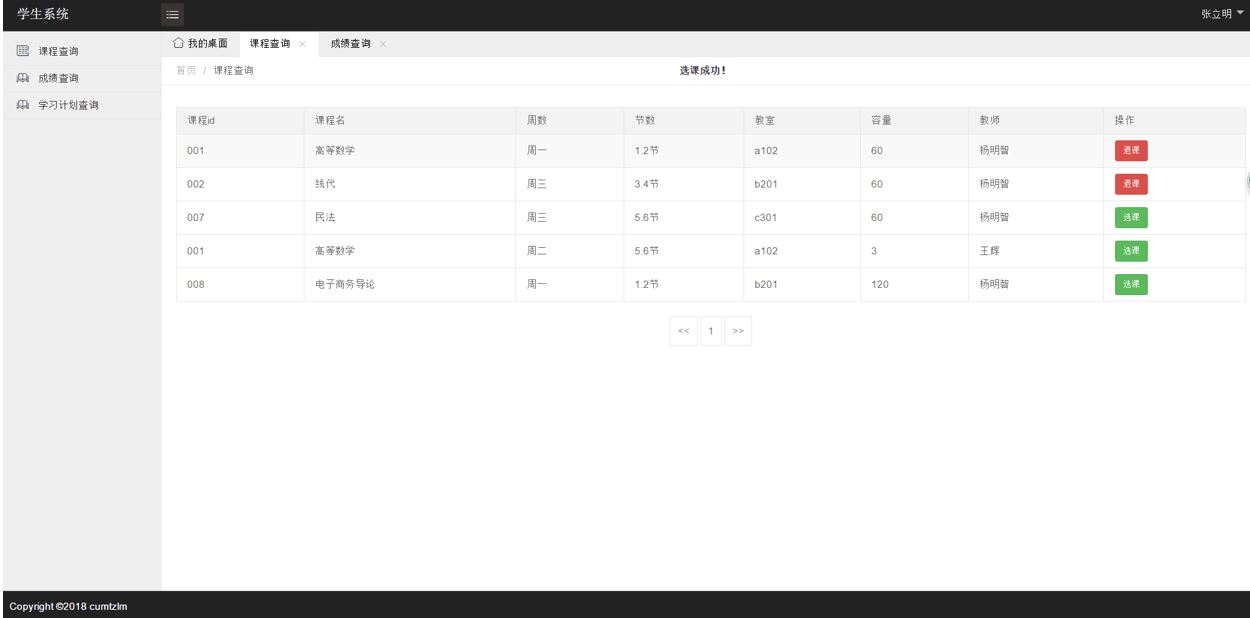 学生系统
张立明
课程查询
成绩查询
学习计划查询
我的桌面 课程查询 × 成绩查询 ×
首页 / 课程查询
选课成功！
课程id 课程名 周数 节数 教室 容量 教师 操作
001 高等数学 周一 1.2节 a102 60 杨明智 退课
002 线代 周三 3.4节 b201 60 杨明智 退课
007 民法 周三 5.6节 c301 60 杨明智 选课
001 高等数学 周二 5.6节 a102 3 王辉 选课
008 电子商务导论 周一 1.2节 b201 120 杨明智 选课
<< 1 >>
Copyright ©2018 cumtzlm